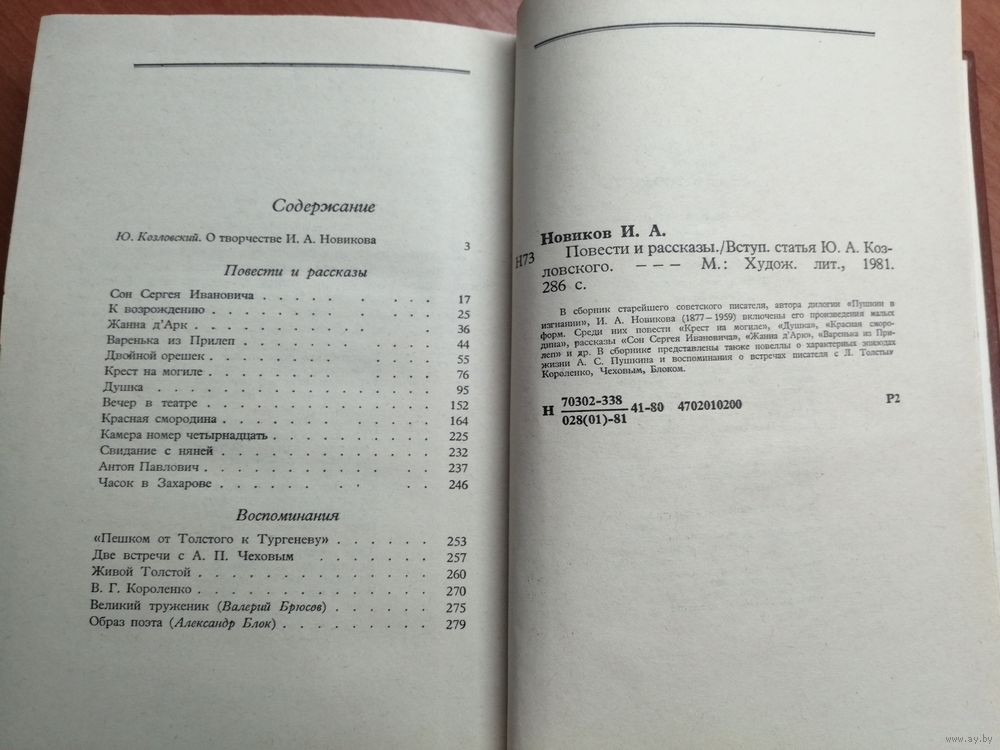 Содержание
Ю. Козловский. О творчестве И. А. Новикова 3
Повести и рассказы
Сон Сергея Ивановича . . . . . . . 17
К возрождению . . . . . . . . 25
Жанна д'Арк . . . . . . . . . 36
Варенька из Прилеп . . . . . . . 44
Двойной орешек . . . . . . . . 55
Крест на могиле . . . . . . . . 76
Душка . . . . . . . . . . 95
Вечер в театре . . . . . . . . 152
Красная смородина . . . . . . . 164
Камера номер четырнадцать . . . . . . 225
Свидание с няней . . . . . . . . 232
Антон Павлович . . . . . . . . 237
Часок в Захарове . . . . . . . . 246
Воспоминания
«Пешком от Толстого к Тургеневу» . . . . . 253
Две встречи с А. П. Чеховым . . . . . . 257
Живой Толстой . . . . . . . . . 260
В. Г. Короленко . . . . . . . . . 270
Великий труженик (Валерий Брюсов) . . . . . 275
Образ поэта (Александр Блок) . . . . . . . 279
Новиков И. А.
Н73 Повести и рассказы./Вступ. статья Ю. А. Коз-
ловского. — — — М.: Худож. лит., 1981.
286 с.
В сборник старейшего советского писателя, автора дилогии «Пушкин в
изгнании», И. А. Новикова (1877—1959) включены его произведения малых
форм. Среди них повести «Крест на могиле», «Душка», «Красная сморо-
дина», рассказы «Сон Сергея Ивановича», «Жанна д'Арк», «Варенька из При-
леп» и др. В сборнике представлены также новеллы о характерных эпизодах
жизни А. С. Пушкина и воспоминания о встречах писателя с Л. Толстым
Короленко, Чеховым, Блоком.
Н 70302-338 41-80 4702010200 Р2
028(01)-81
www.ay.by